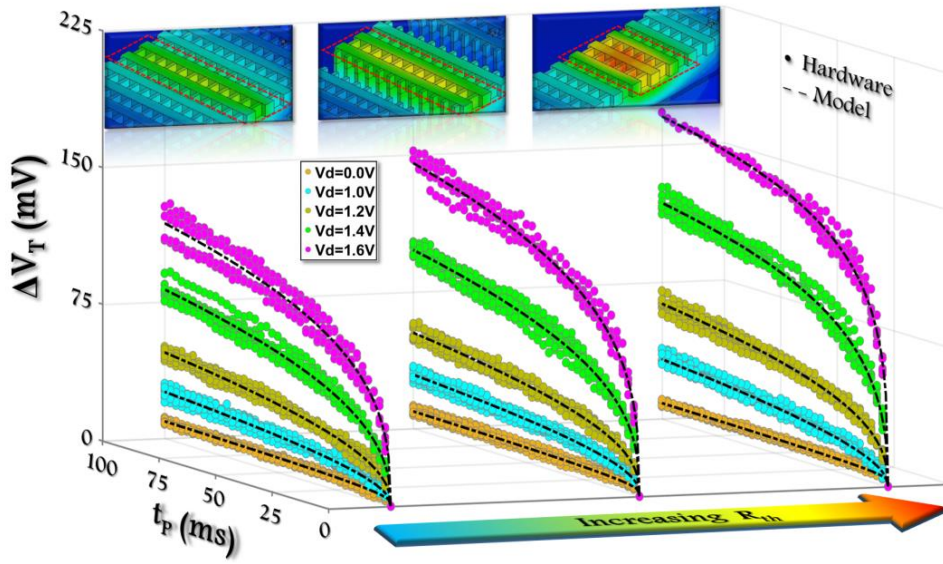 225
150
75
0
ΔV_T (mV)
100
75
50
25
0
t_P (ms)
• Hardware
-- Model
Vd=0.0V
Vd=1.0V
Vd=1.2V
Vd=1.4V
Vd=1.6V
Increasing R_th